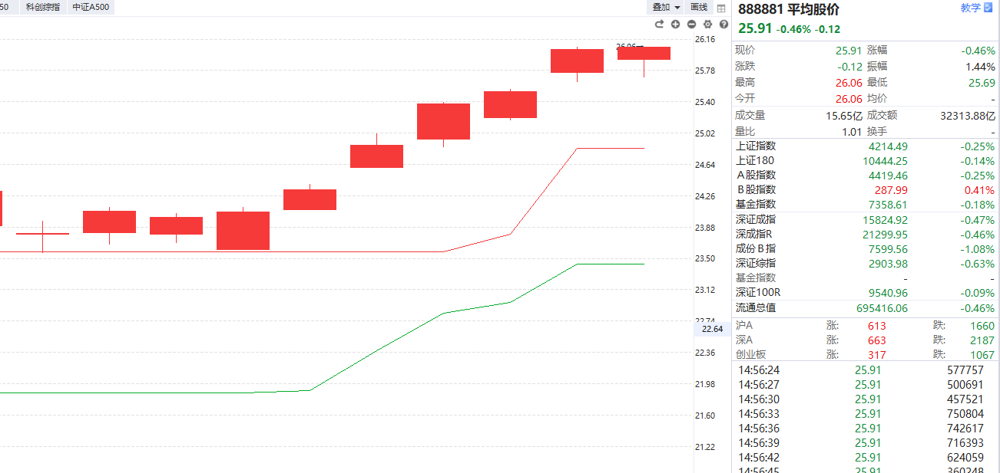 50 科创综指 中证A500 叠加 画线
26.06
26.16
25.78
25.40
25.02
24.64
24.26
23.88
23.50
23.12
22.74
22.64
22.36
21.98
21.60
21.22
888881 平均股价 教学
25.91 -0.46% -0.12
现价 25.91 涨幅 -0.46%
涨跌 -0.12 振幅 1.44%
最高 26.06 最低 25.69
今开 26.06 均价 -
成交量 15.65亿 成交额 32313.88亿
量比 1.01 换手 -
上证指数 4214.49 -0.25%
上证180 10444.25 -0.14%
A股指数 4419.46 -0.25%
B股指数 287.99 0.41%
基金指数 7358.61 -0.18%
深证成指 15824.92 -0.47%
深成指R 21299.95 -0.46%
成份B指 7599.56 -1.08%
深证综指 2903.98 -0.63%
基金指数 - -
深证100R 9540.96 -0.09%
流通总值 695416.06 -0.46%
沪A 涨: 613 跌: 1660
深A 涨: 663 跌: 2187
创业板 涨: 317 跌: 1067
14:56:24 25.91 577757
14:56:27 25.91 500691
14:56:30 25.91 457521
14:56:33 25.91 750804
14:56:36 25.91 742617
14:56:39 25.91 716393
14:56:42 25.91 624059
14:56:45 25.91 360248